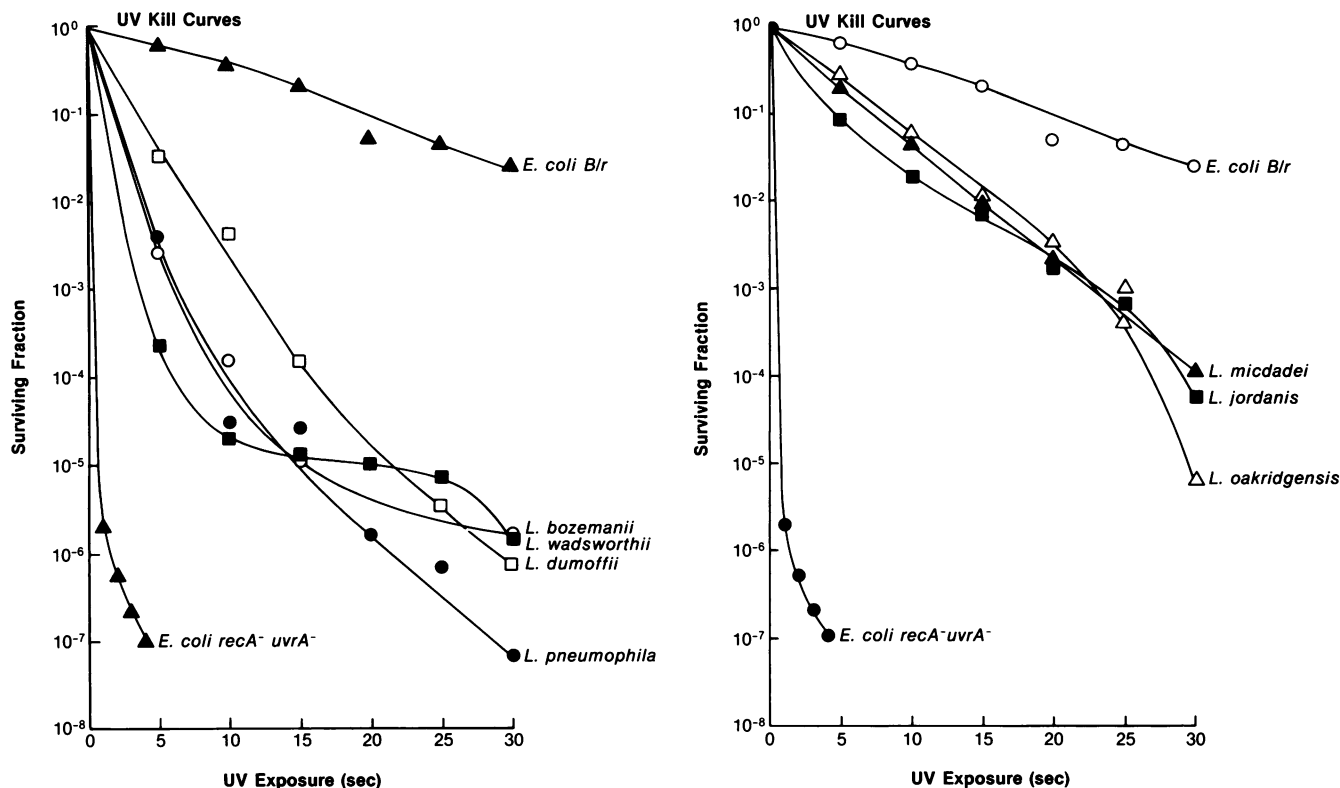 UV Kill Curves
10⁰
10⁻¹
10⁻²
10⁻³
10⁻⁴
10⁻⁵
10⁻⁶
10⁻⁷
10⁻⁸
Surviving Fraction
E. coli B/r
L. bozemanii
L. wadsworthii
L. dumoffii
E. coli recA⁻ uvrA⁻
L. pneumophila
0 5 10 15 20 25 30
UV Exposure (sec)
UV Kill Curves
10⁰
10⁻¹
10⁻²
10⁻³
10⁻⁴
10⁻⁵
10⁻⁶
10⁻⁷
10⁻⁸
Surviving Fraction
E. coli B/r
L. micdadei
L. jordanis
L. oakridgensis
E. coli recA⁻uvrA⁻
0 5 10 15 20 25 30
UV Exposure (sec)